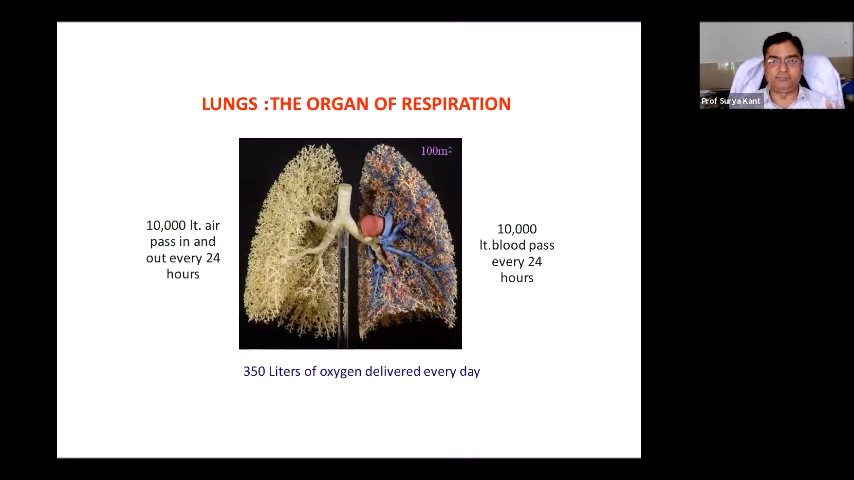 LUNGS :THE ORGAN OF RESPIRATION
100m²
10,000 lt. air
pass in and
out every 24
hours
10,000
lt.blood pass
every 24
hours
350 Liters of oxygen delivered every day
Prof Surya Kant